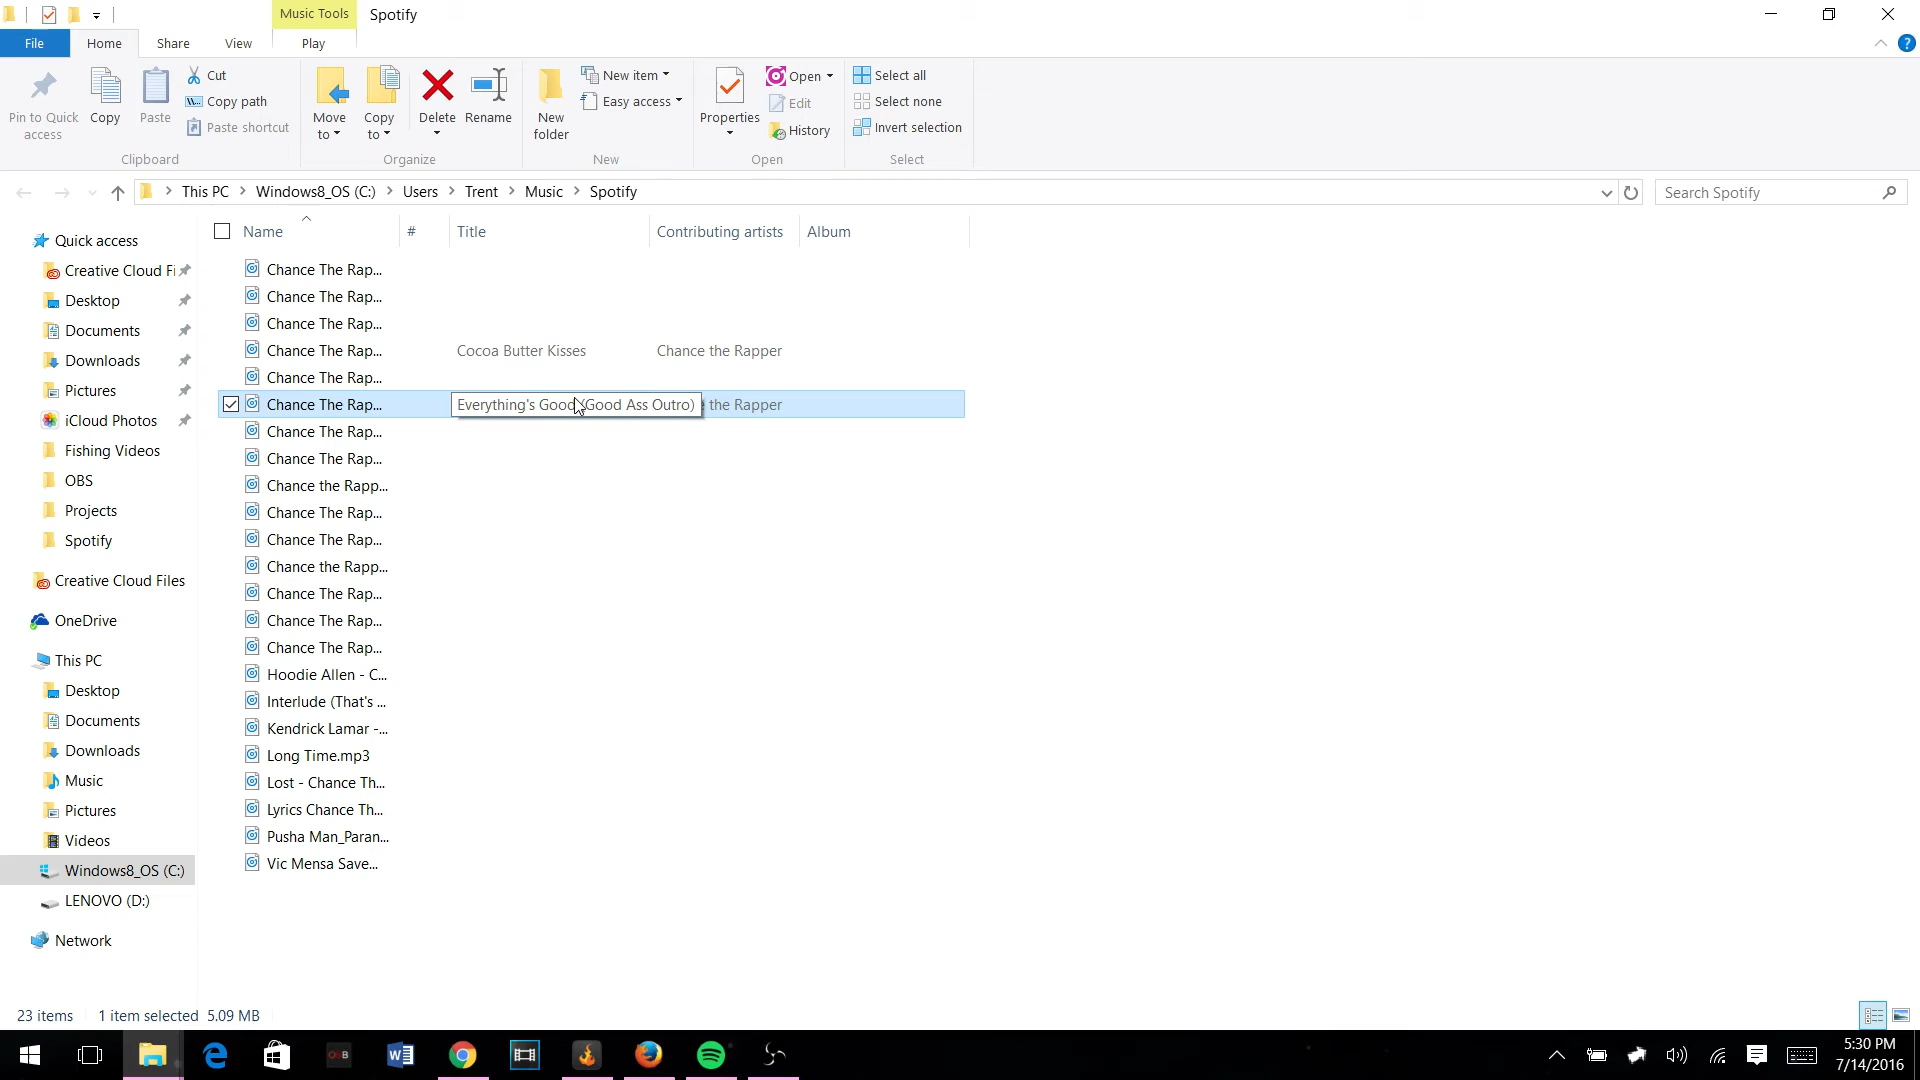 Music Tools
Spotify
File
Home
Share
View
Play
Pin to Quick access
Copy
Paste
Cut
Copy path
Paste shortcut
Clipboard
Move to
Copy to
Delete
Rename
Organize
New folder
New item
Easy access
New
Properties
Open
Edit
History
Open
Select all
Select none
Invert selection
Select
This PC > Windows8_OS (C:) > Users > Trent > Music > Spotify
Search Spotify
Quick access
Creative Cloud Fi
Desktop
Documents
Downloads
Pictures
iCloud Photos
Fishing Videos
OBS
Projects
Spotify
Creative Cloud Files
OneDrive
This PC
Desktop
Documents
Downloads
Music
Pictures
Videos
Windows8_OS (C:)
LENOVO (D:)
Network
Name # Title Contributing artists Album
Chance The Rap...
Chance The Rap...
Chance The Rap...
Chance The Rap... Cocoa Butter Kisses Chance the Rapper
Chance The Rap...
Chance The Rap... Everything's Good (Good Ass Outro) the Rapper
Chance The Rap...
Chance The Rap...
Chance the Rapp...
Chance The Rap...
Chance The Rap...
Chance the Rapp...
Chance The Rap...
Chance The Rap...
Chance The Rap...
Hoodie Allen - C...
Interlude (That's ...
Kendrick Lamar -...
Long Time.mp3
Lost - Chance Th...
Lyrics Chance Th...
Pusha Man_Paran...
Vic Mensa Save...
23 items 1 item selected 5.09 MB
5:30 PM
7/14/2016